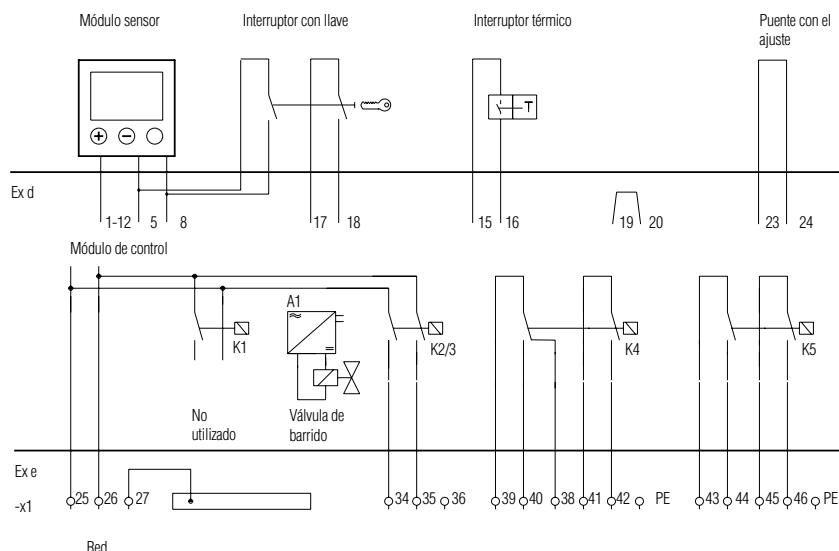 Módulo sensor
Interruptor con llave
Interruptor térmico
Puente con el
ajuste
Ex d
1-12 5 8 17 18 15 16 19 20 23 24
Módulo de control
A1
K1
K2/3
K4
K5
No
utilizado
Válvula de
barrido
Ex e
-x1 25 26 27 34 35 36 39 40 38 41 42 PE 43 44 45 46 PE
Red